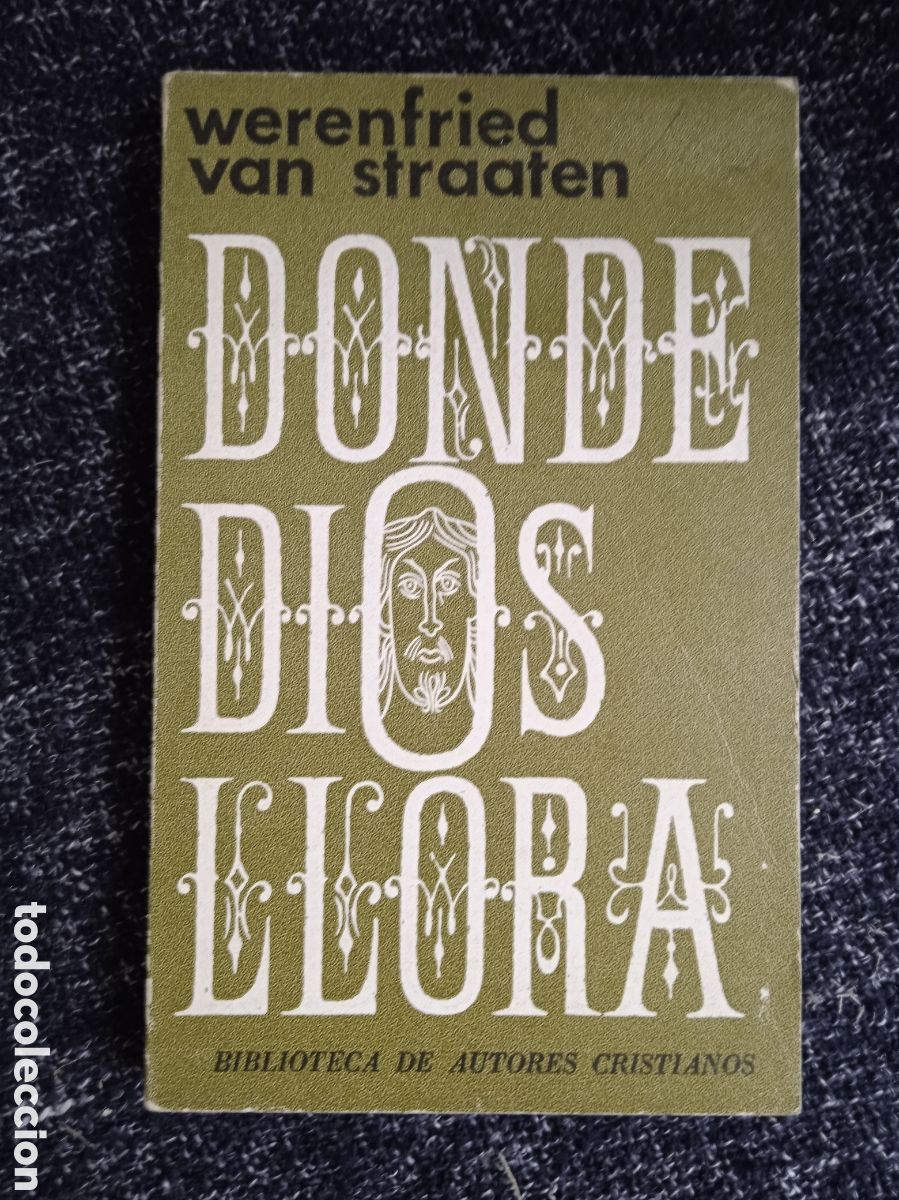 werenfried
van straaten
DONDE
DIOS
LLORA
BIBLIOTECA DE AUTORES CRISTIANOS
todocoleccion